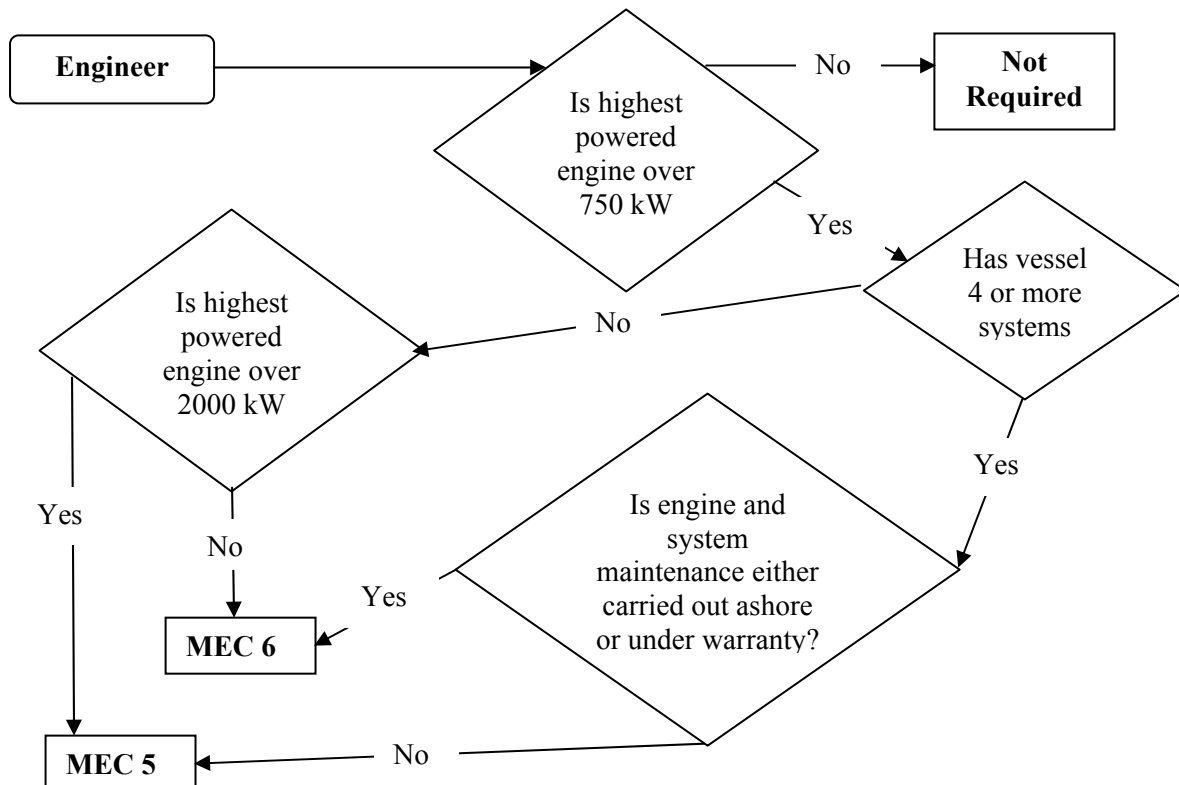 Engineer
Is highest
powered
engine over
750 kW
No
Not
Required
Yes
Has vessel
4 or more
systems
No
Is highest
powered
engine over
2000 kW
Yes
No
MEC 6
Yes
Is engine and
system
maintenance either
carried out ashore
or under warranty?
Yes
No
MEC 5